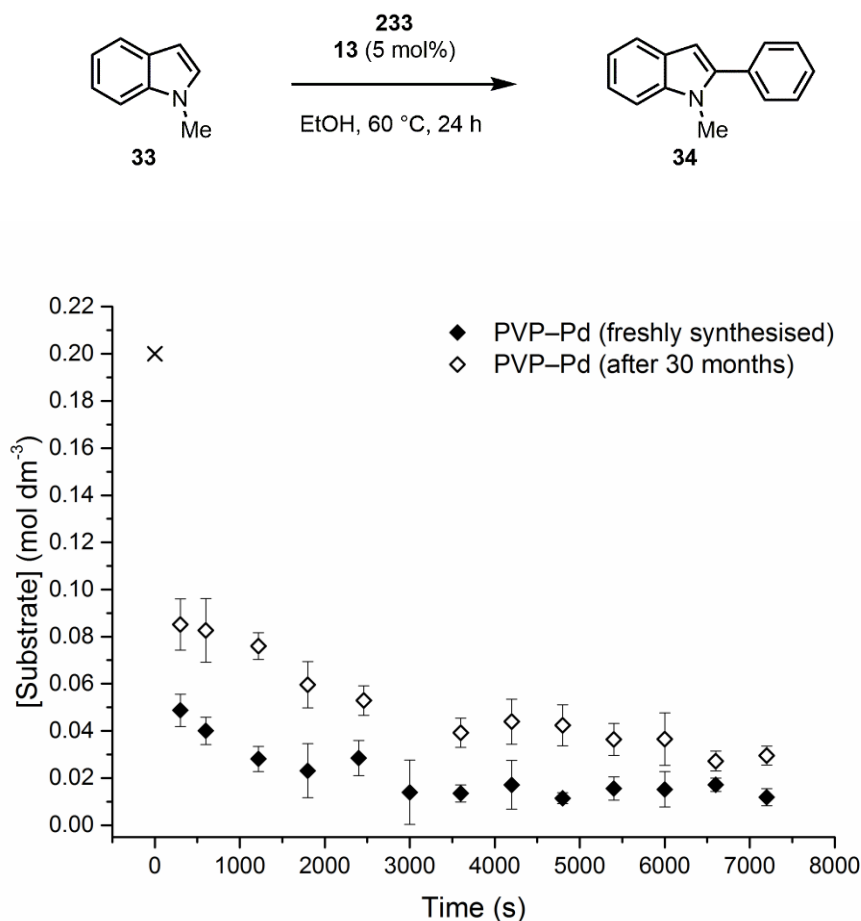 233
13 (5 mol%)
EtOH, 60 °C, 24 h
N
Me
33
N
Me
34
PVP–Pd (freshly synthesised)
PVP–Pd (after 30 months)
[Substrate] (mol dm⁻³)
0.22
0.20
0.18
0.16
0.14
0.12
0.10
0.08
0.06
0.04
0.02
0.00
0 1000 2000 3000 4000 5000 6000 7000 8000
Time (s)